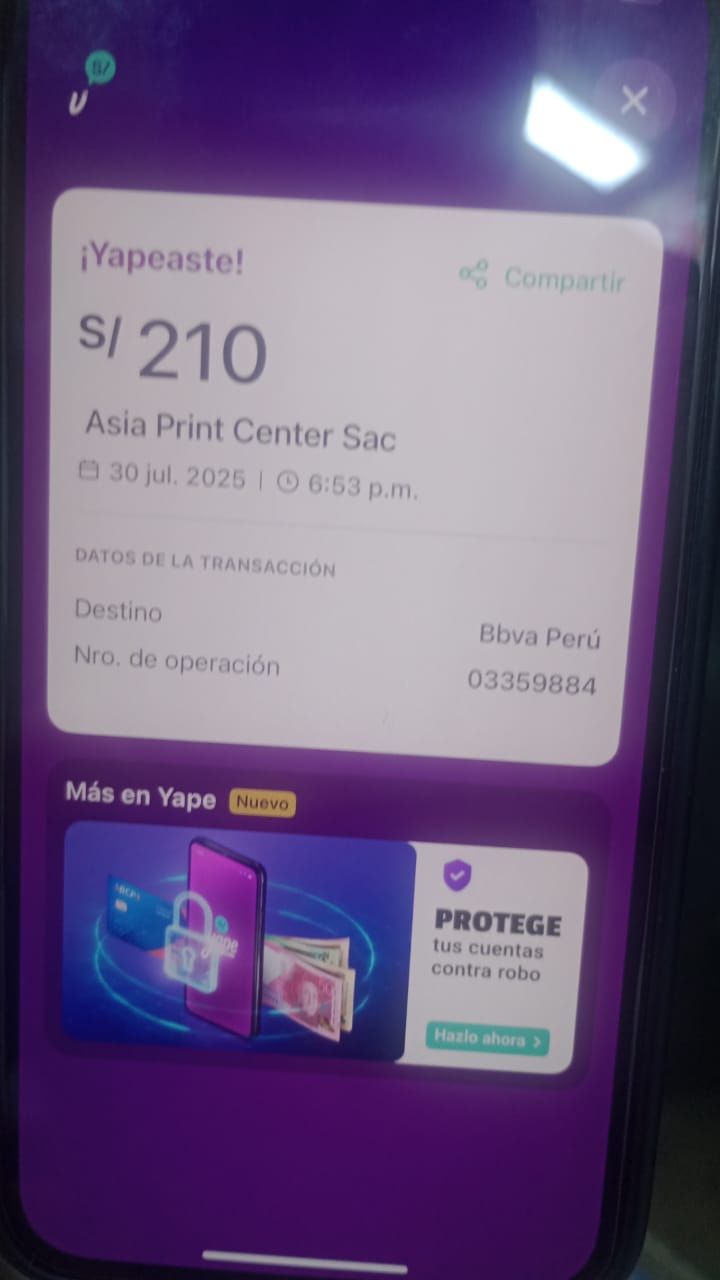 S/
¡Yapeaste!
Compartir
S/ 210
Asia Print Center Sac
30 jul. 2025 | 6:53 p.m.
DATOS DE LA TRANSACCIÓN
Destino
Bbva Perú
Nro. de operación
03359884
Más en Yape
Nuevo
yape
PROTEGE
tus cuentas
contra robo
Hazlo ahora >